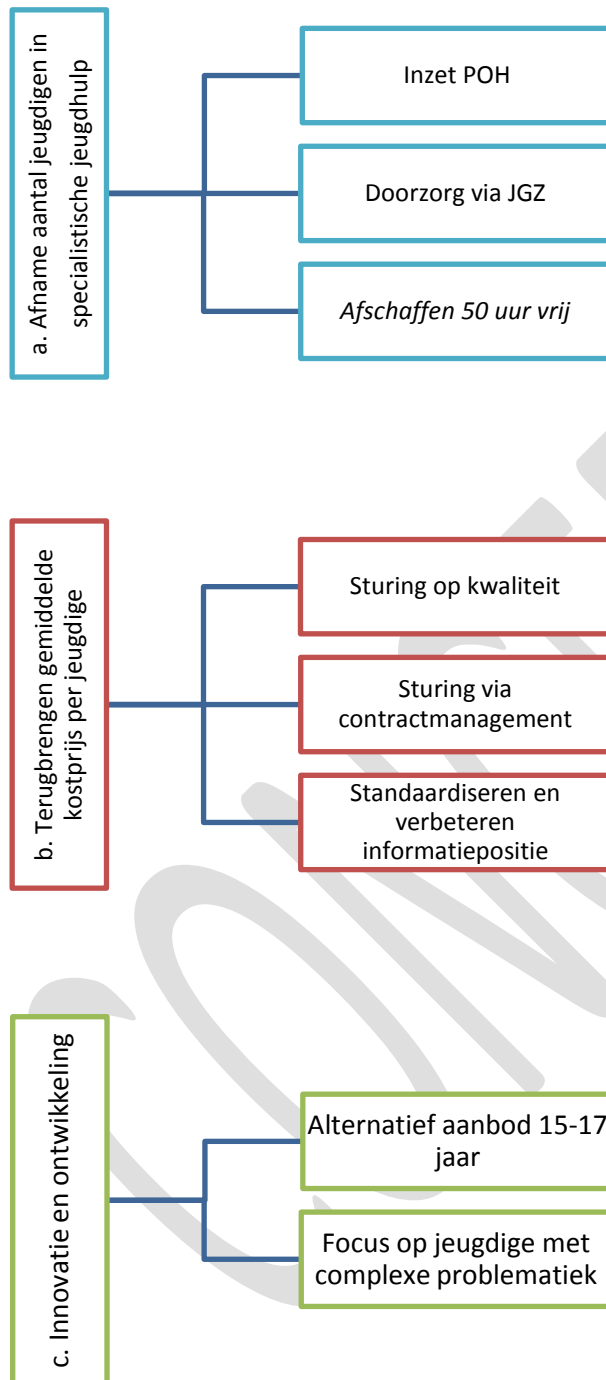 a. Afname aantal jeugdigen in
specialistische jeugdhulp
Inzet POH
Doorzorg via JGZ
Afschaffen 50 uur vrij
b. Terugbrengen gemiddelde
kostprijs per jeugdige
Sturing op kwaliteit
Sturing via
contractmanagement
Standaardiseren en
verbeteren
informatiepositie
c. Innovatie en ontwikkeling
Alternatief aanbod 15-17
jaar
Focus op jeugdige met
complexe problematiek